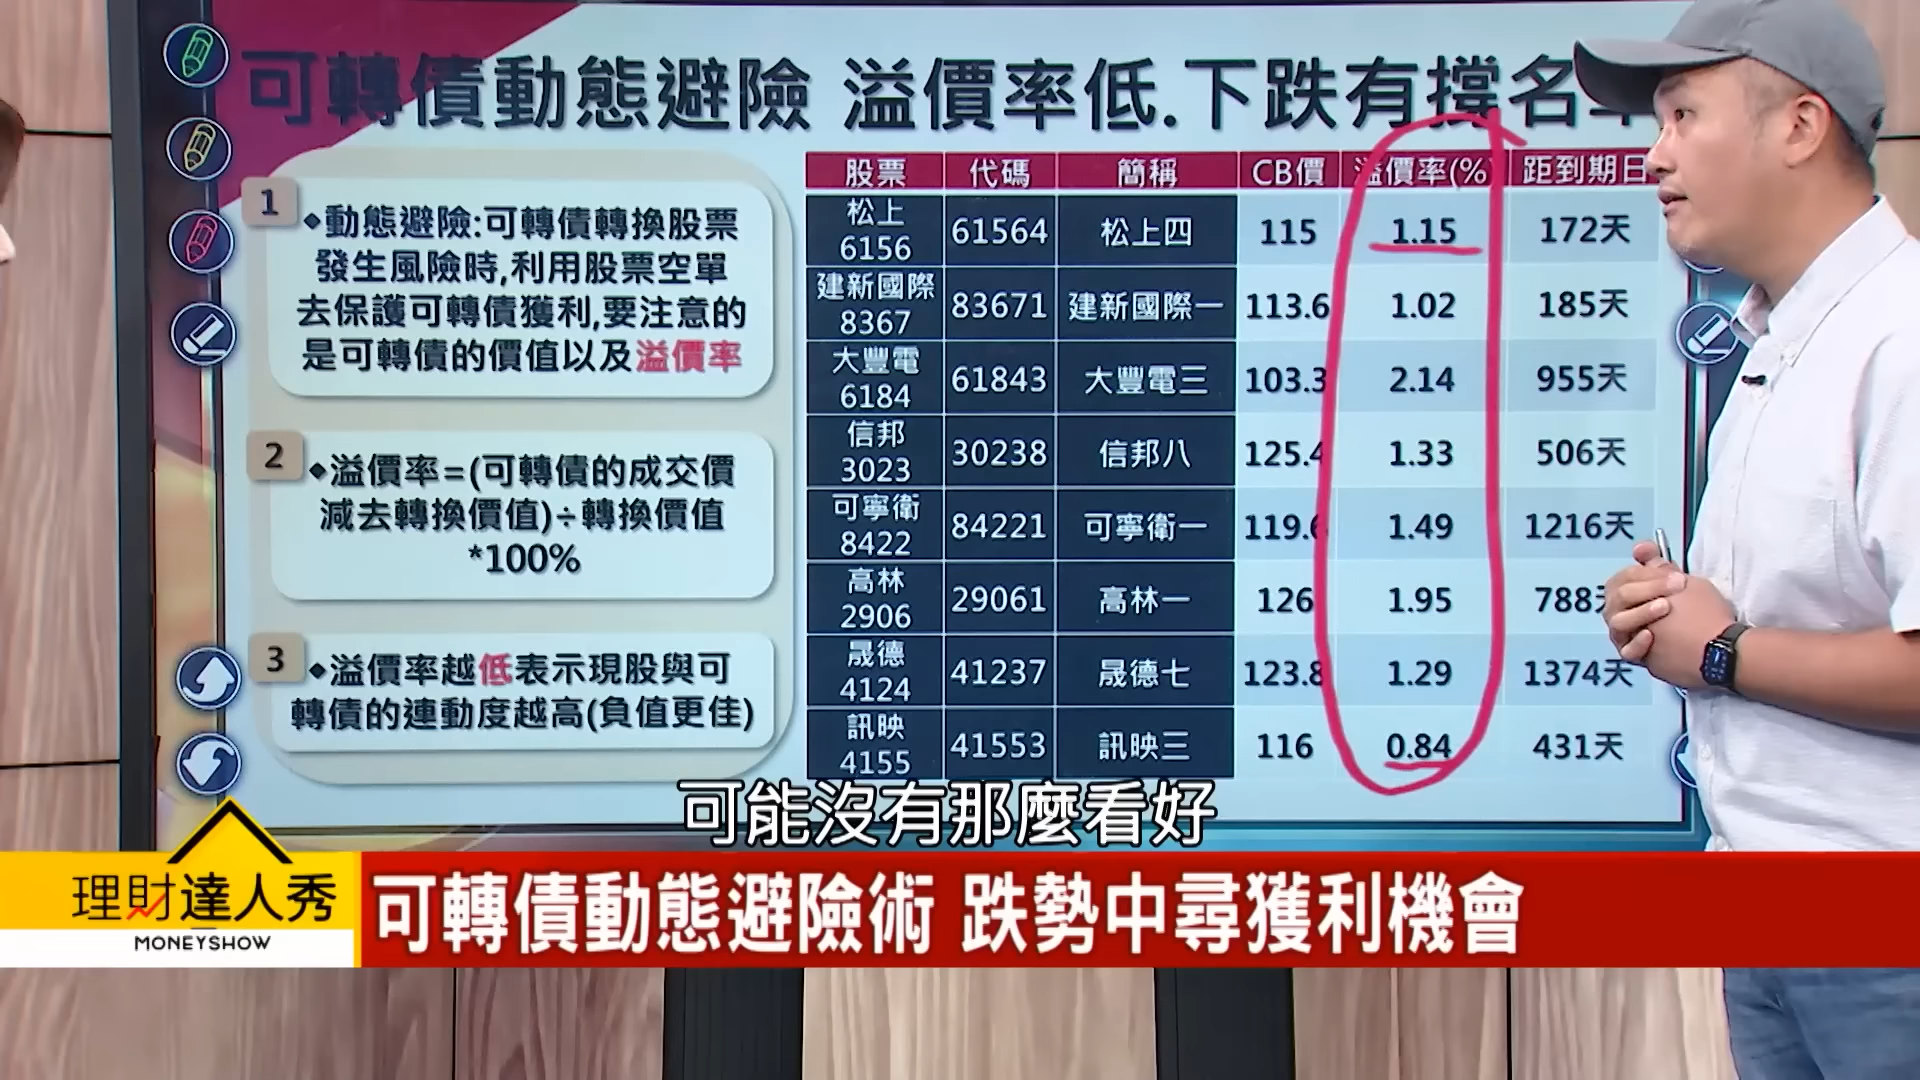 可轉債動態避險 溢價率低.下跌有撐名單
1
◆動態避險:可轉債轉換股票
發生風險時,利用股票空單
去保護可轉債獲利,要注意的
是可轉債的價值以及溢價率
2
◆溢價率=(可轉債的成交價
減去轉換價值)÷轉換價值
*100%
3
◆溢價率越低表示現股與可
轉債的連動度越高(負值更佳)
股票 代碼 簡稱 CB價 溢價率(%) 距到期日
松上
6156 61564 松上四 115 1.15 172天
建新國際
8367 83671 建新國際一 113.6 1.02 185天
大豐電
6184 61843 大豐電三 103.3 2.14 955天
信邦
3023 30238 信邦八 125.4 1.33 506天
可寧衛
8422 84221 可寧衛一 119.6 1.49 1216天
高林
2906 29061 高林一 126 1.95 788天
晟德
4124 41237 晟德七 123.8 1.29 1374天
訊映
4155 41553 訊映三 116 0.84 431天
可能沒有那麼看好
理財達人秀
MONEYSHOW
可轉債動態避險術 跌勢中尋獲利機會